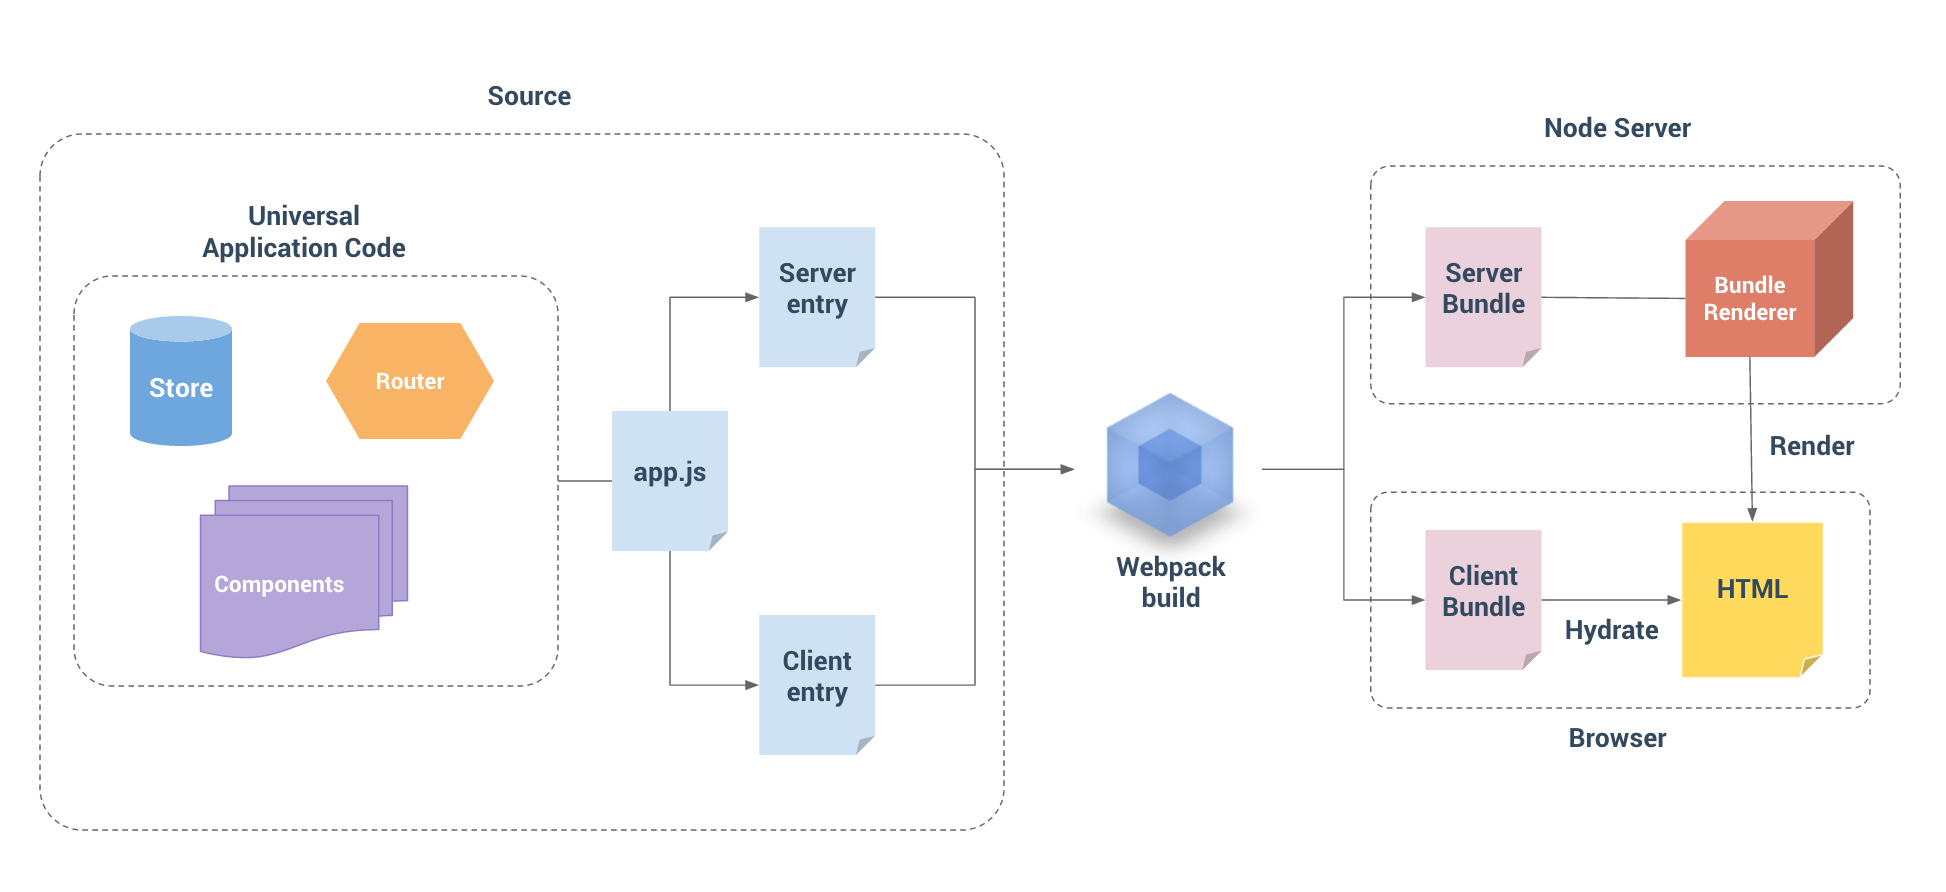 Source
Universal
Application Code
Store
Router
Components
app.js
Server
entry
Client
entry
Webpack
build
Node Server
Server
Bundle
Bundle
Renderer
Render
Client
Bundle
Hydrate
HTML
Browser